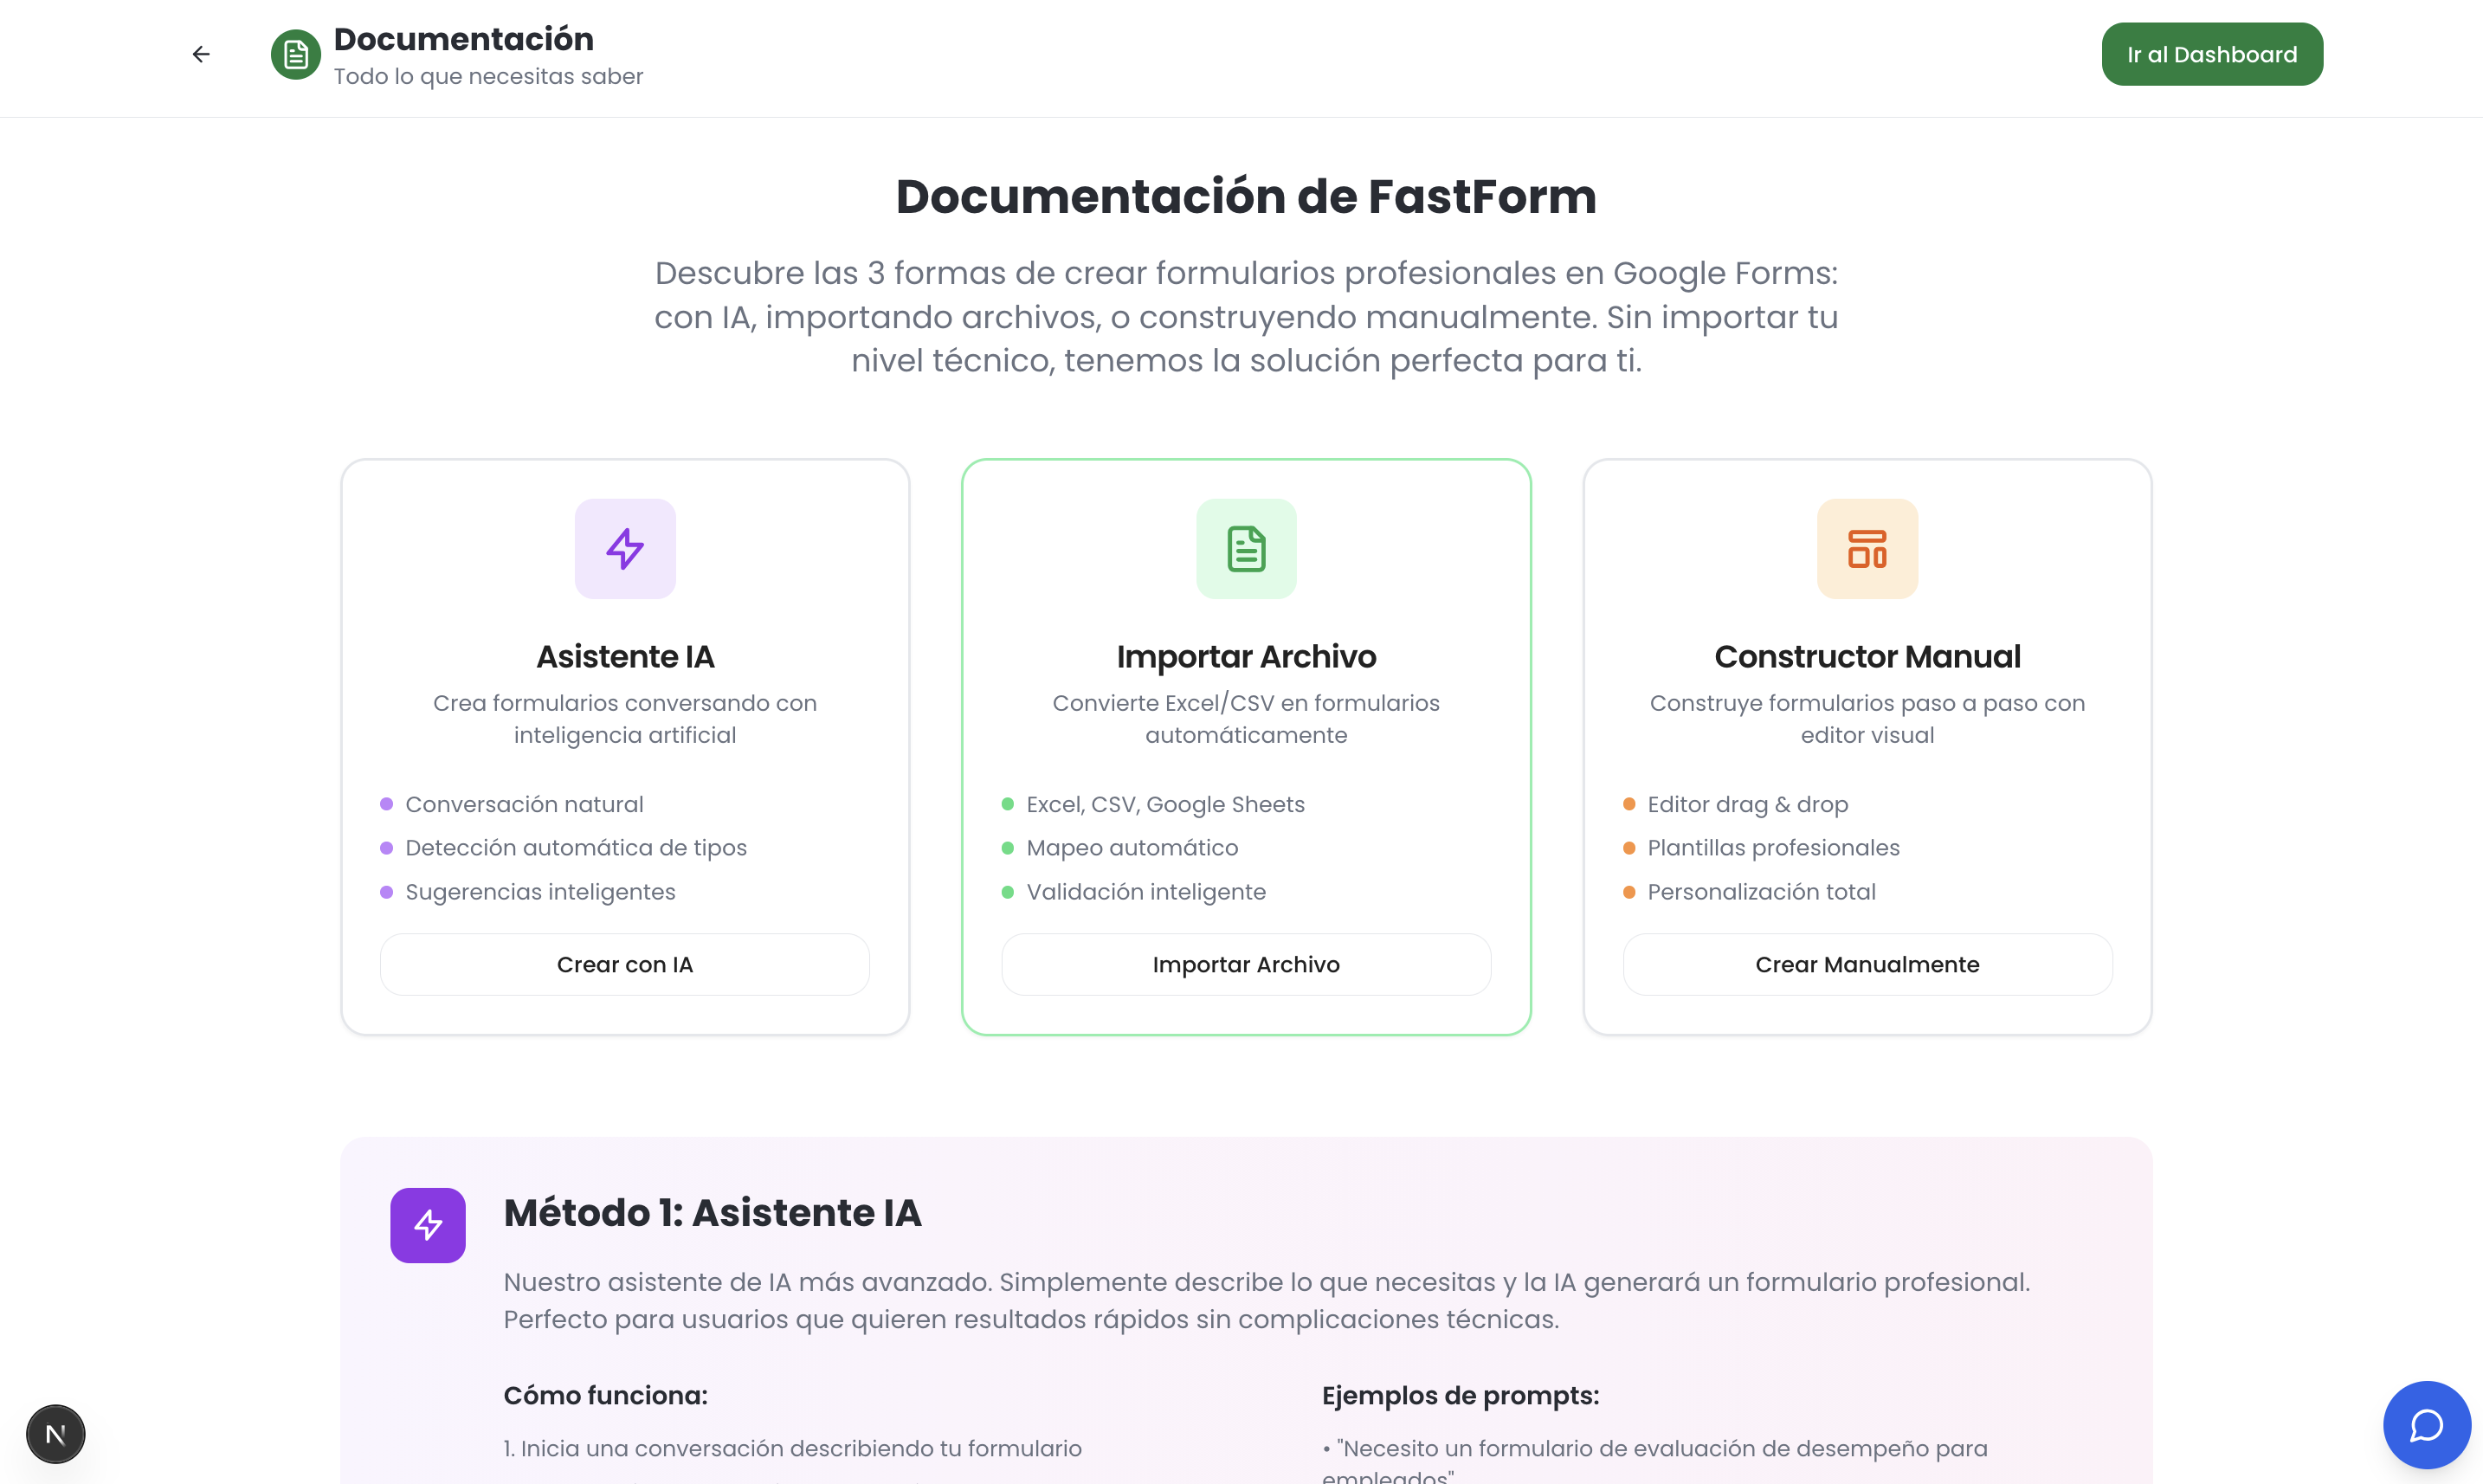 Documentación
Todo lo que necesitas saber
Ir al Dashboard
Documentación de FastForm
Descubre las 3 formas de crear formularios profesionales en Google Forms:
con IA, importando archivos, o construyendo manualmente. Sin importar tu
nivel técnico, tenemos la solución perfecta para ti.
Asistente IA
Crea formularios conversando con
inteligencia artificial
Conversación natural
Detección automática de tipos
Sugerencias inteligentes
Crear con IA
Importar Archivo
Convierte Excel/CSV en formularios
automáticamente
Excel, CSV, Google Sheets
Mapeo automático
Validación inteligente
Importar Archivo
Constructor Manual
Construye formularios paso a paso con
editor visual
Editor drag & drop
Plantillas profesionales
Personalización total
Crear Manualmente
Método 1: Asistente IA
Nuestro asistente de IA más avanzado. Simplemente describe lo que necesitas y la IA generará un formulario profesional.
Perfecto para usuarios que quieren resultados rápidos sin complicaciones técnicas.
Cómo funciona:
1. Inicia una conversación describiendo tu formulario
Ejemplos de prompts:
• "Necesito un formulario de evaluación de desempeño para
empleados"
N